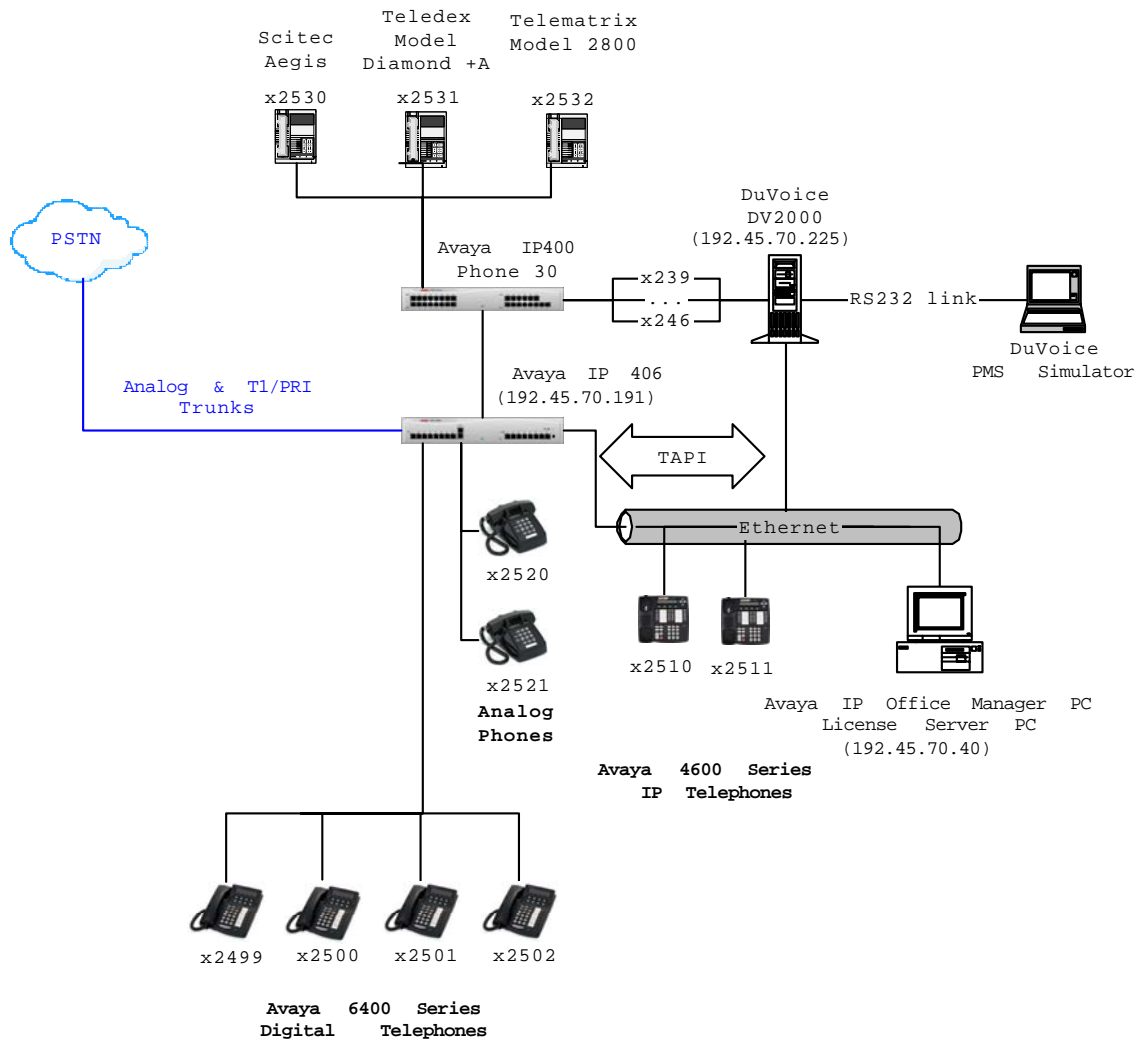 Scitec
Aegis
x2530
Teledex
Model
Diamond +A
x2531
Telematrix
Model 2800
x2532
PSTN
Avaya IP400
Phone 30
x239
...
x246
DuVoice
DV2000
(192.45.70.225)
RS232 link
DuVoice
PMS Simulator
Analog & T1/PRI
Trunks
Avaya IP 406
(192.45.70.191)
TAPI
Ethernet
x2520
x2521
Analog
Phones
x2510
x2511
Avaya IP Office Manager PC
License Server PC
(192.45.70.40)
Avaya 4600 Series
IP Telephones
x2499
x2500
x2501
x2502
Avaya 6400 Series
Digital Telephones